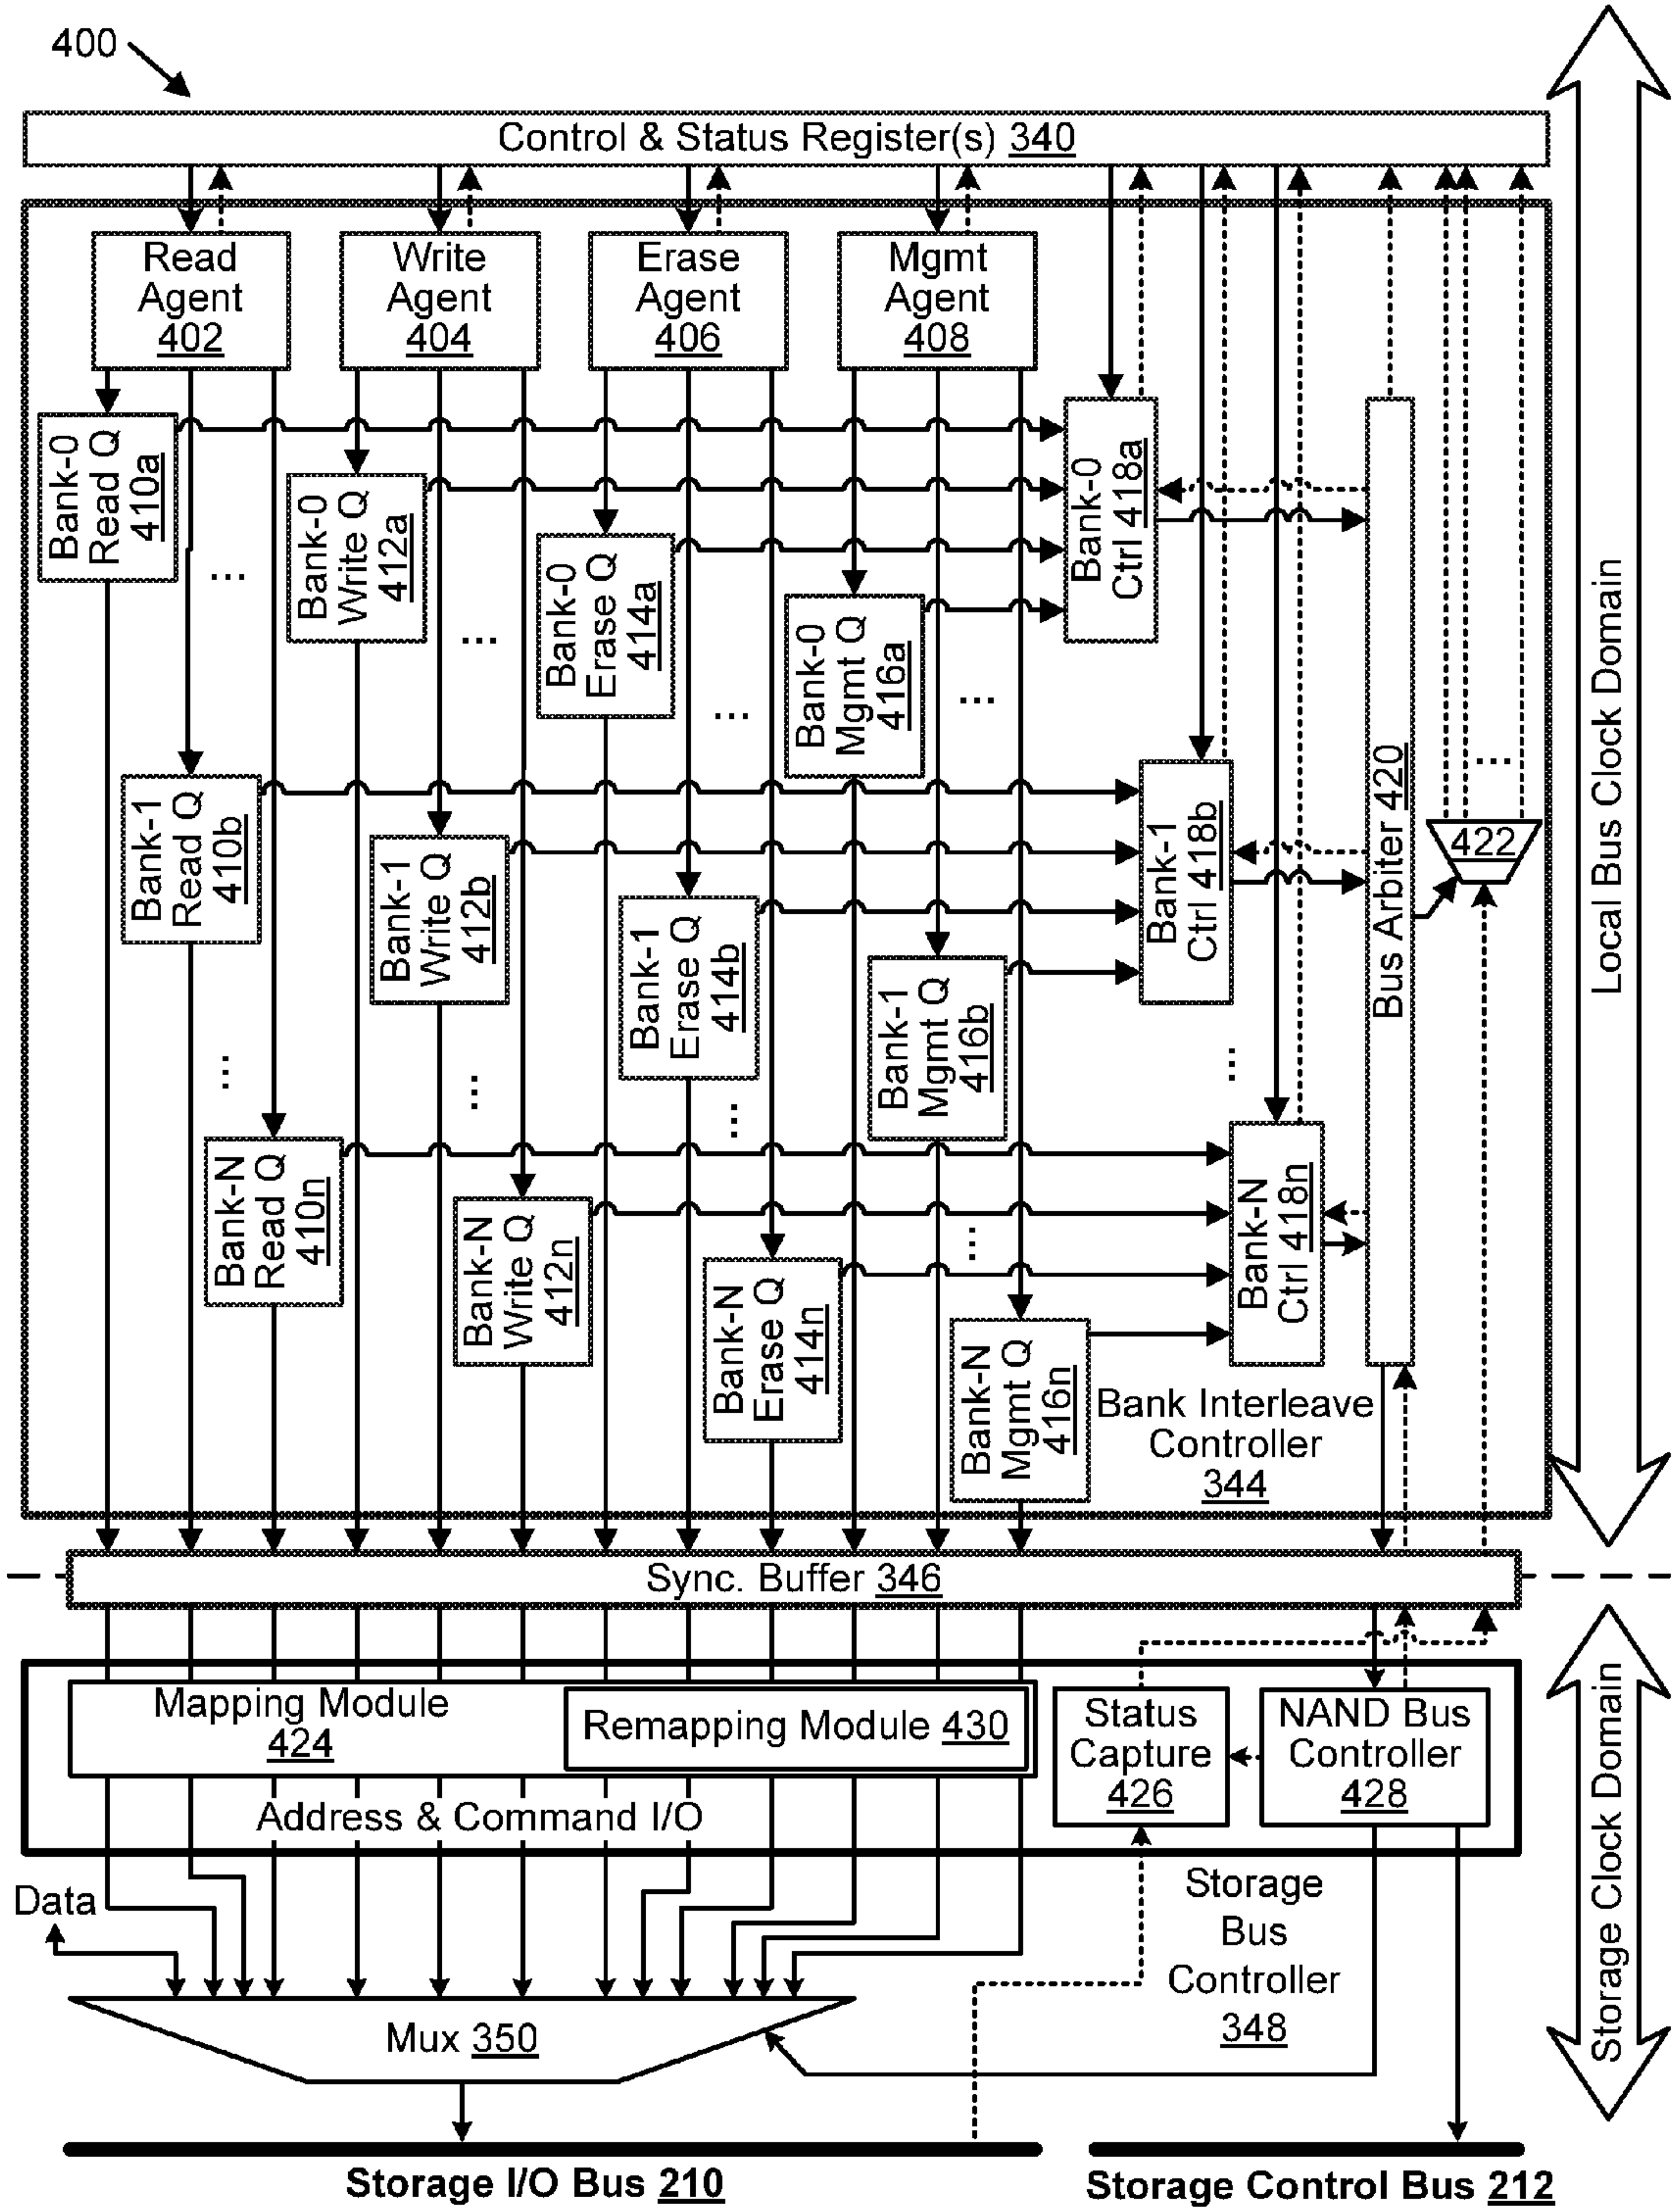 400
Control & Status Register(s) 340
Read
Agent
402
Write
Agent
404
Erase
Agent
406
Mgmt
Agent
408
Bank-0
Read Q
410a
Bank-0
Write Q
412a
Bank-0
Erase Q
414a
Bank-0
Mgmt Q
416a
Bank-0
Ctrl 418a
...
...
...
...
Bank-1
Read Q
410b
Bank-1
Write Q
412b
Bank-1
Erase Q
414b
Bank-1
Mgmt Q
416b
Bank-1
Ctrl 418b
Bus Arbiter 420
...
422
Local Bus Clock Domain
...
...
...
...
...
Bank-N
Read Q
410n
Bank-N
Write Q
412n
Bank-N
Erase Q
414n
Bank-N
Mgmt Q
416n
Bank-N
Ctrl 418n
Bank Interleave
Controller
344
Sync. Buffer 346
Mapping Module
424
Remapping Module 430
Status
Capture
426
NAND Bus
Controller
428
Address & Command I/O
Storage Clock Domain
Data
Storage
Bus
Controller
348
Mux 350
Storage I/O Bus 210
Storage Control Bus 212